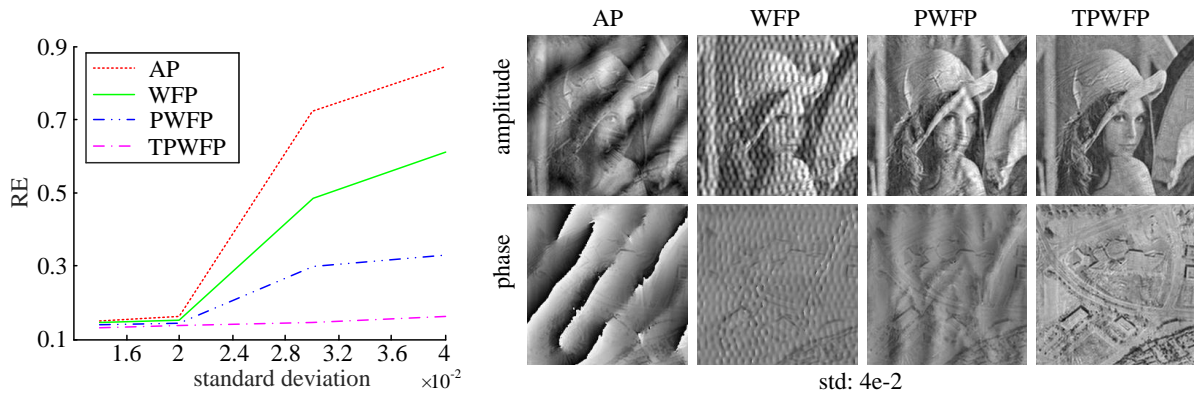 0.9
0.7
0.5
0.3
0.1
RE
AP
WFP
PWFP
TPWFP
1.6 2 2.4 2.8 3.2 3.6 4
standard deviation ×10-2
AP WFP PWFP TPWFP
amplitude
phase
std: 4e-2